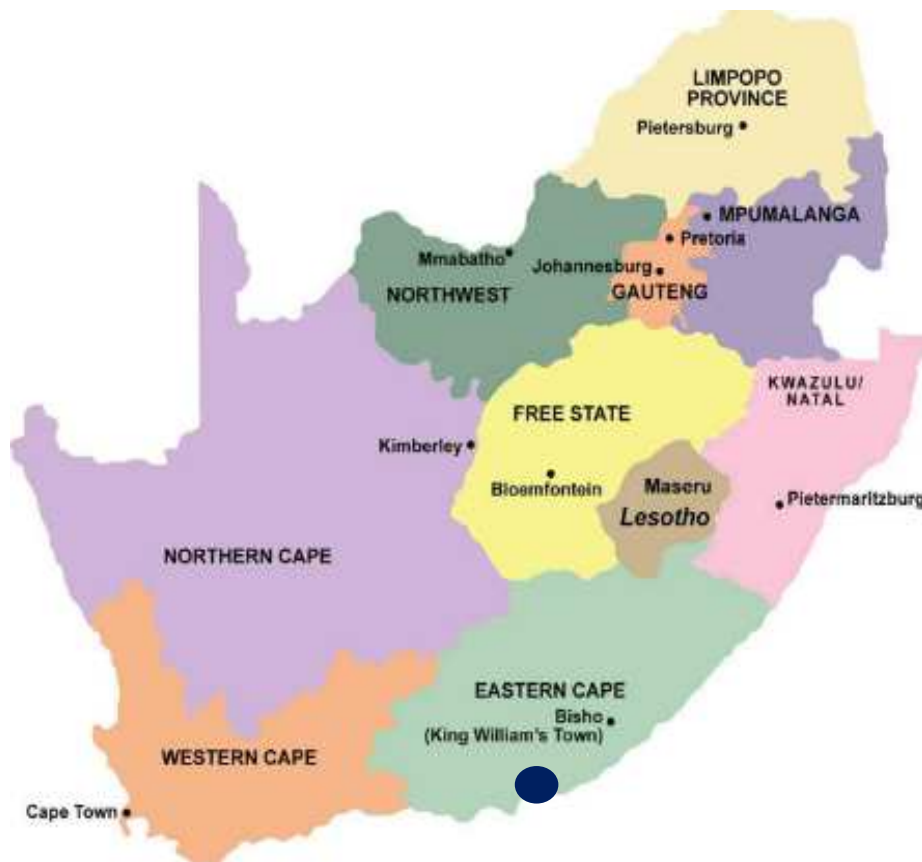 LIMPOPO
PROVINCE
Pietersburg
MPUMALANGA
Pretoria
Mmabatho
Johannesburg
NORTHWEST
GAUTENG
KWAZULU/
NATAL
FREE STATE
Kimberley
Bloemfontein
Maseru
Lesotho
Pietermaritzburg
NORTHERN CAPE
EASTERN CAPE
Bisho
(King William's Town)
WESTERN CAPE
Cape Town